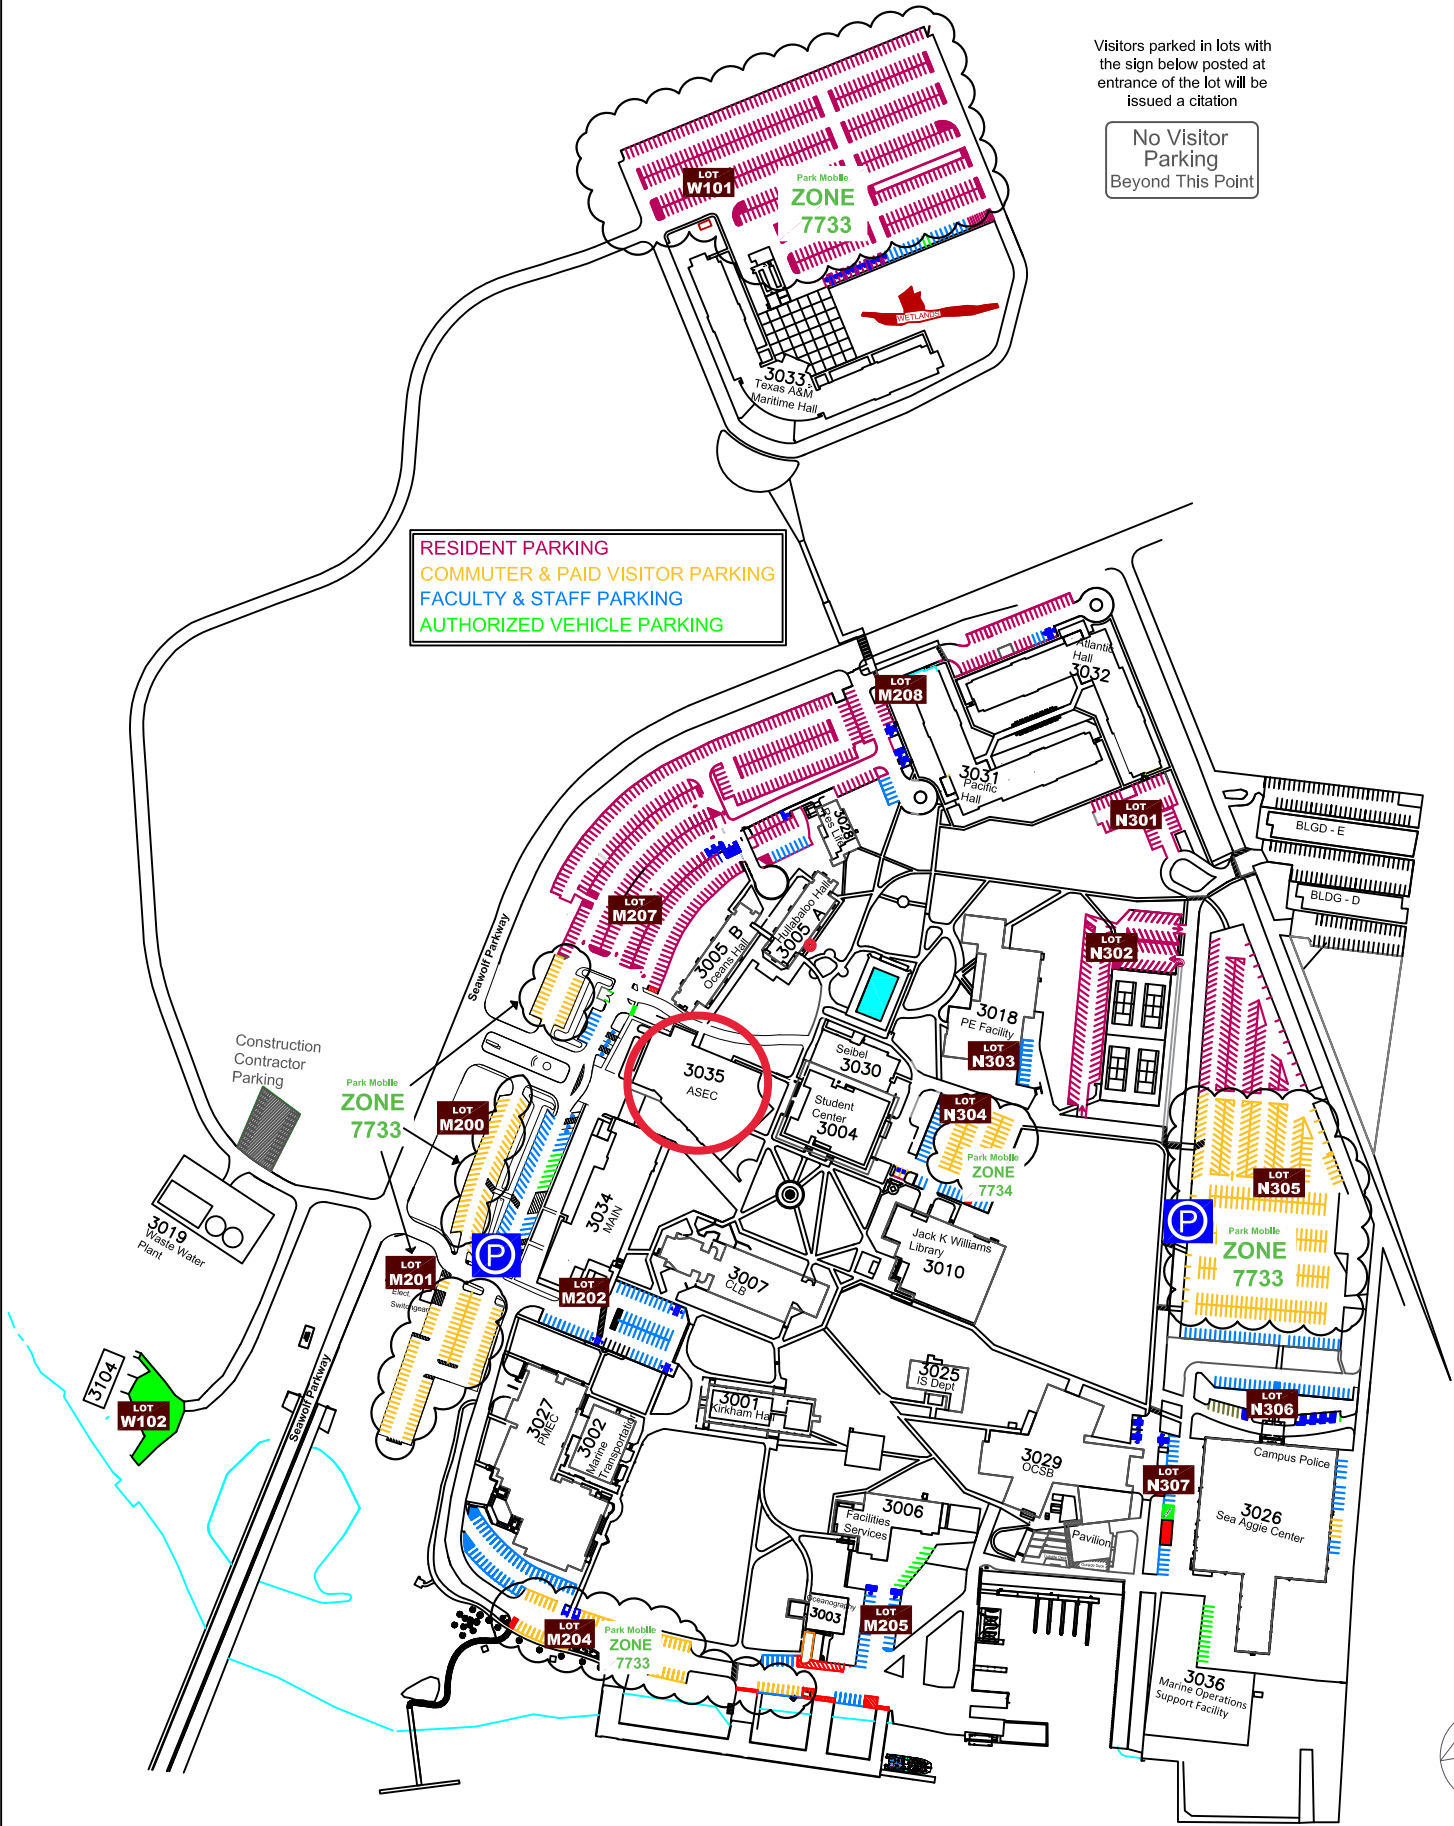 Visitors parked in lots with
the sign below posted at
entrance of the lot will be
issued a citation
No Visitor
Parking
Beyond This Point
LOT
W101
Park Mobile
ZONE
7733
WETLANDS
3033
Texas A&M
Maritime Hall
RESIDENT PARKING
COMMUTER & PAID VISITOR PARKING
FACULTY & STAFF PARKING
AUTHORIZED VEHICLE PARKING
Atlantic
Hall
3032
LOT
M208
3031
Pacific
Hall
LOT
N301
BLGD - E
BLDG - D
3028
Res Life
LOT
M207
Hullabaloo Hall
3005 A
3005 B
Oceans Hall
Seawolf Parkway
LOT
N302
3018
PE Facility
LOT
N303
Construction
Contractor
Parking
3035
ASEC
Seibel
3030
Student
Center
3004
Park Mobile
ZONE
7733
LOT
M200
LOT
N304
Park Mobile
ZONE
7734
LOT
N305
Park Mobile
ZONE
7733
P
P
3019
Waste Water
Plant
3034
MAIN
Jack K Williams
Library
3010
LOT
M201
Elect.
Switchgear
LOT
M202
3007
CLB
Seawolf Parkway
3104
LOT
W102
3025
IS Dept
3001
Kirkham Hall
3027
PMEC
3002
Marine
Transportation
LOT
N306
Campus Police
3029
OCSB
LOT
N307
3026
Sea Aggie Center
3006
Facilities
Services
Pavilion
Oceanography
3003
LOT
M205
LOT
M204
Park Mobile
ZONE
7733
3036
Marine Operations
Support Facility